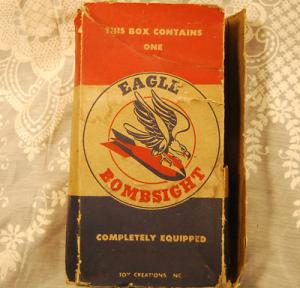 THIS BOX CONTAINS
ONE
EAGLE
BOMBSIGHT
COMPLETELY EQUIPPED
TOY CREATIONS INC